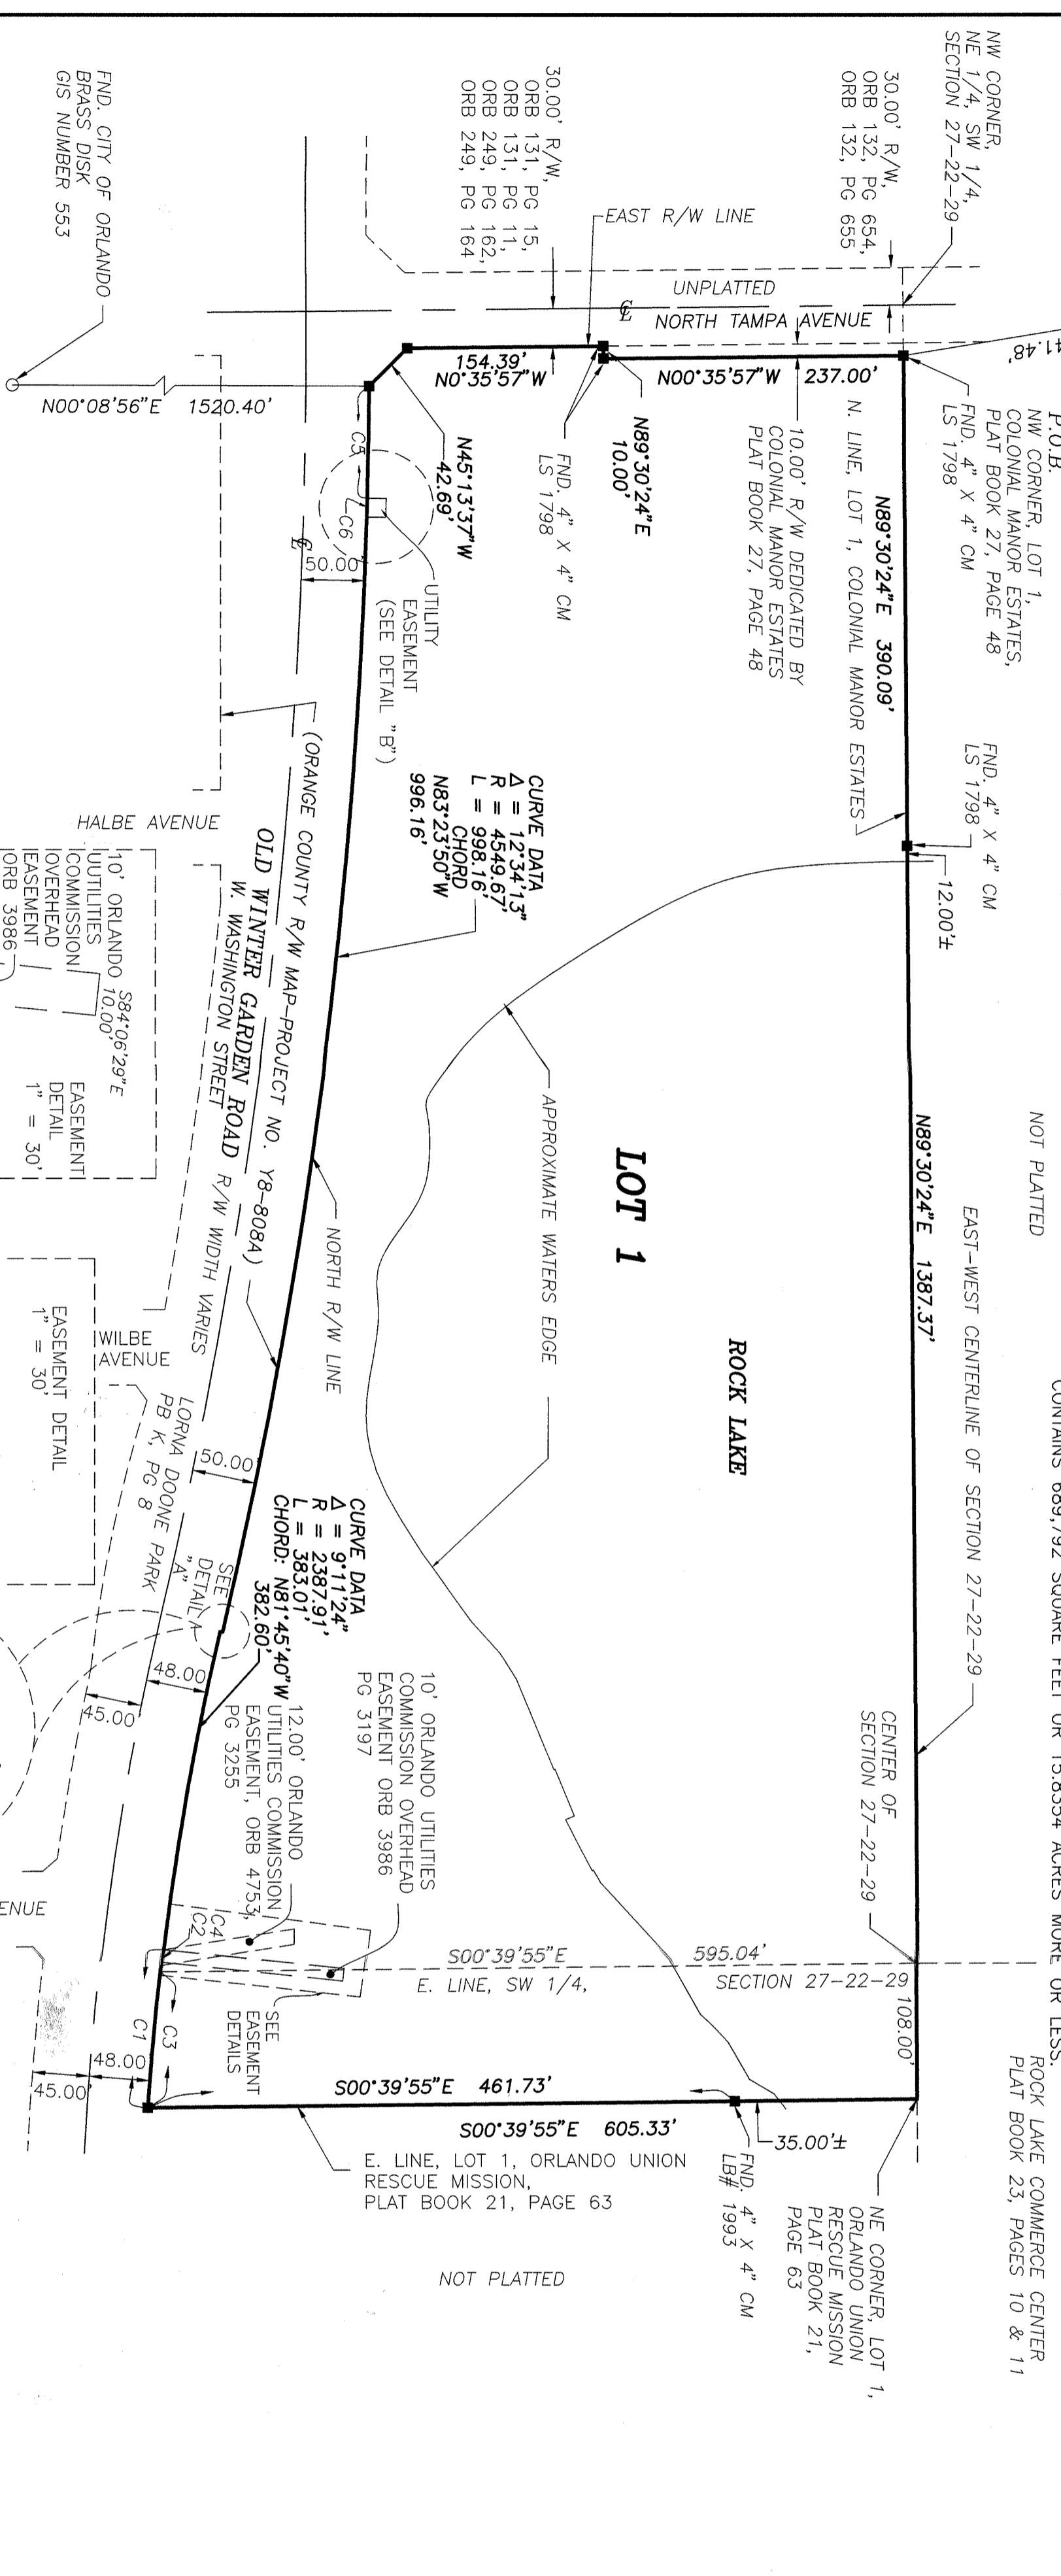 NW CORNER,
NE 1/4, SW 1/4,
SECTION 27-22-29
30.00' R/W,
ORB 132, PG 654,
ORB 132, PG 655
30.00' R/W,
ORB 131, PG 15,
ORB 131, PG 11,
ORB 249, PG 162,
ORB 249, PG 164
FND. CITY OF ORLANDO
BRASS DISK
GIS NUMBER 553
EAST R/W LINE
UNPLATTED
NORTH TAMPA AVENUE
41.48'
P.O.B.
NW CORNER, LOT 1,
COLONIAL MANOR ESTATES,
PLAT BOOK 27, PAGE 48
FND. 4" X 4" CM
LS 1798
154.39'
N0°35'57"W
N00°35'57"W 237.00'
N00°08'56"E 1520.40'
N89°30'24"E
10.00'
10.00' R/W DEDICATED BY
COLONIAL MANOR ESTATES
PLAT BOOK 27, PAGE 48
N. LINE, LOT 1, COLONIAL MANOR ESTATES
N89°30'24"E 390.09'
FND. 4" X 4" CM
LS 1798
N45°13'37"W
42.69'
C5
C6
50.00'
UTILITY
EASEMENT
(SEE DETAIL "B")
FND. 4" X 4" CM
LS 1798
12.00'±
CURVE DATA
Δ = 12°34'13"
R = 4549.67'
L = 998.16'
CHORD
N83°23'50"W
996.16'
(ORANGE COUNTY R/W MAP-PROJECT NO. Y8-808A)
OLD WINTER GARDEN ROAD
W. WASHINGTON STREET
R/W WIDTH VARIES
HALBE AVENUE
10' ORLANDO
UUTILITIES
COMMISSION
OVERHEAD
EASEMENT
ORB 3986
S84°06'29"E
10.00'
EASEMENT
DETAIL
1" = 30'
NOT PLATTED
EAST-WEST CENTERLINE OF SECTION 27-22-29
N89°30'24"E 1387.37'
CONTAINS 689,792 SQUARE FEET OR 15.8354 ACRES MORE OR LESS.
APPROXIMATE WATERS EDGE
LOT 1
ROCK LAKE
NORTH R/W LINE
EASEMENT DETAIL
1" = 30'
WILBE
AVENUE
LORNA DOONE PARK
PB K, PG 8
50.00'
SEE
DETAIL
"A"
48.00
45.00'
CURVE DATA
Δ = 9°11'24"
R = 2387.91'
L = 383.01'
CHORD: N81°45'40"W
382.60'
10' ORLANDO UTILITIES
COMMISSION OVERHEAD
EASEMENT ORB 3986
PG 3197
12.00' ORLANDO
UTILITIES COMMISSION
EASEMENT, ORB 4753,
PG 3255
CENTER OF
SECTION 27-22-29
ENUE
C4
C2
S00°39'55"E 595.04'
E. LINE, SW 1/4, SECTION 27-22-29
108.00'
SEE
EASEMENT
DETAILS
C1
C3
48.00'
45.00'
S00°39'55"E 461.73'
S00°39'55"E 605.33'
35.00'±
E. LINE, LOT 1, ORLANDO UNION
RESCUE MISSION,
PLAT BOOK 21, PAGE 63
FND. 4" X 4" CM
LB# 1993
NE CORNER, LOT 1,
ORLANDO UNION
RESCUE MISSION
PLAT BOOK 21,
PAGE 63
ROCK LAKE COMMERCE CENTER
PLAT BOOK 23, PAGES 10 & 11
NOT PLATTED